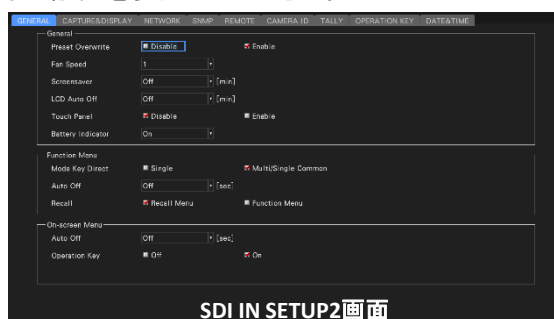 GENERAL CAPTURE&DISPLAY NETWORK SNMP REMOTE CAMERA ID TALLY OPERATION KEY DATE&TIME
General
Preset Overwrite Disable Enable
Fan Speed 1
Screensaver Off [min]
LCD Auto Off Off [min]
Touch Panel Disable Enable
Battery Indicator On
Function Menu
Mode Key Direct Single Multi/Single Common
Auto Off Off [sec]
Recall Recall Menu Function Menu
On-screen Menu
Auto Off Off [sec]
Operation Key Off On
SDI IN SETUP2画面